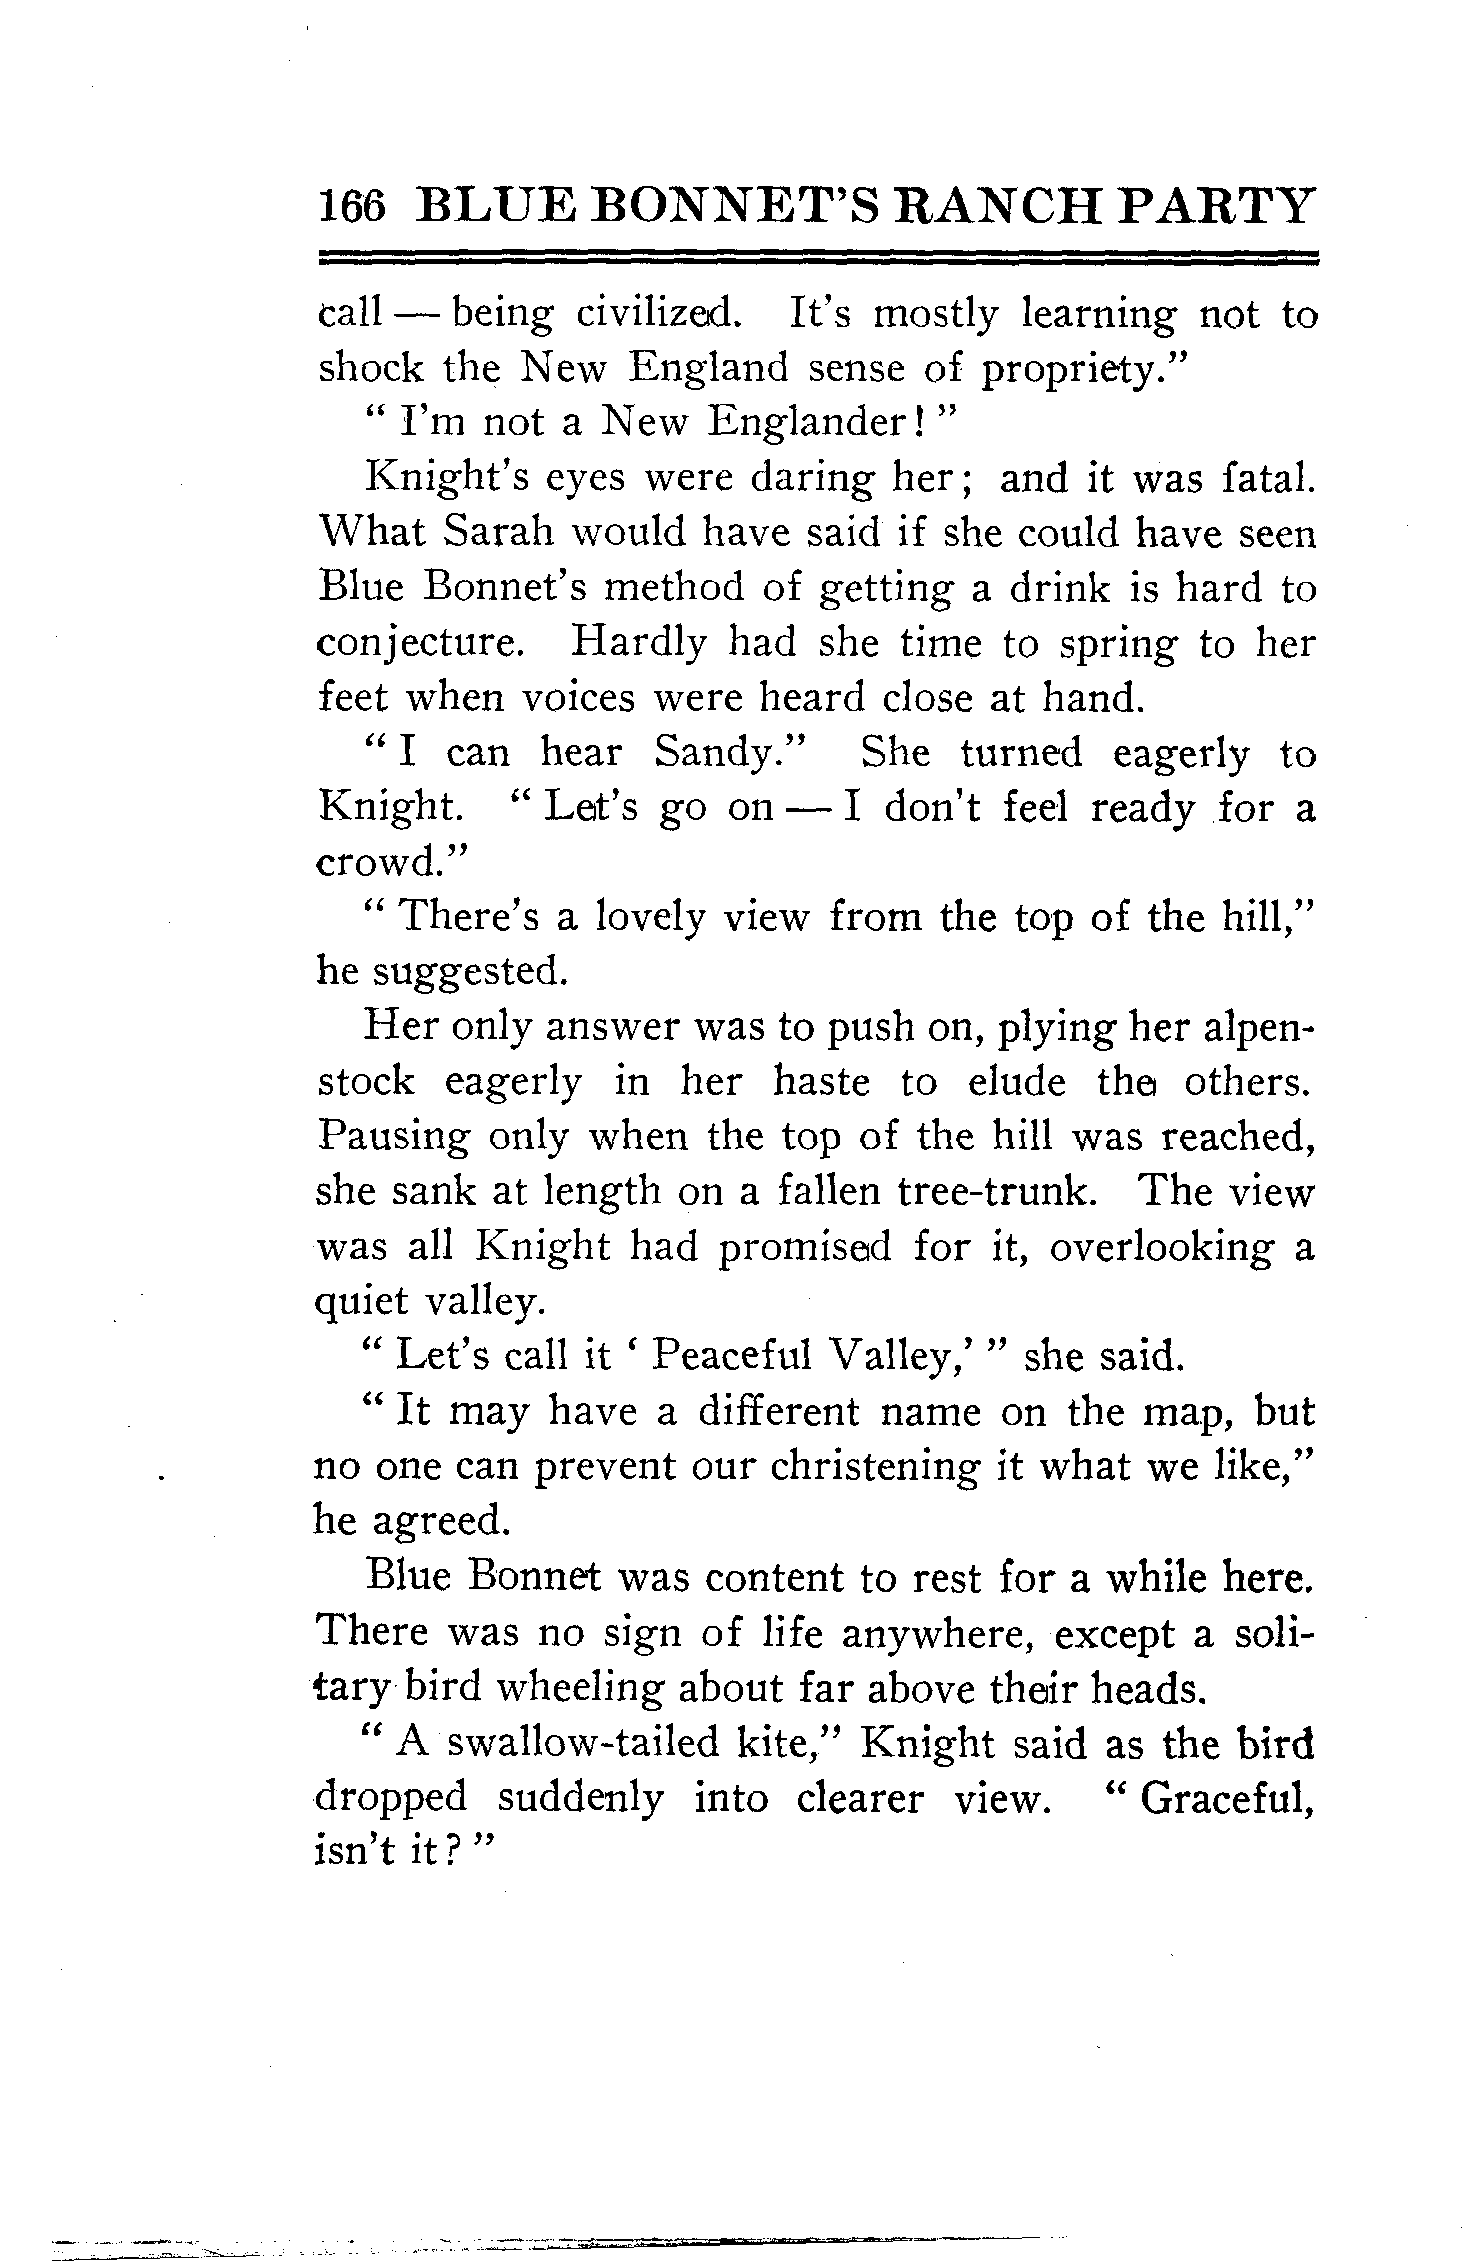 166 BLUE BONNET'S RANCH PARTY
call — being civilized. It's mostly learning not to
shock the New England sense of propriety."
" I'm not a New Englander! "
Knight's eyes were daring her; and it was fatal.
What Sarah would have said if she could have seen
Blue Bonnet's method of getting a drink is hard to
conjecture. Hardly had she time to spring to her
feet when voices were heard close at hand.
" I can hear Sandy." She turned eagerly to
Knight. " Let's go on — I don't feel ready for a
crowd."
" There's a lovely view from the top of the hill,"
he suggested.
Her only answer was to push on, plying her alpen-
stock eagerly in her haste to elude the others.
Pausing only when the top of the hill was reached,
she sank at length on a fallen tree-trunk. The view
was all Knight had promised for it, overlooking a
quiet valley.
" Let's call it ' Peaceful Valley,' " she said.
" It may have a different name on the map, but
no one can prevent our christening it what we like,"
he agreed.
Blue Bonnet was content to rest for a while here.
There was no sign of life anywhere, except a soli-
tary bird wheeling about far above their heads.
" A swallow-tailed kite," Knight said as the bird
dropped suddenly into clearer view. " Graceful,
isn't it? "